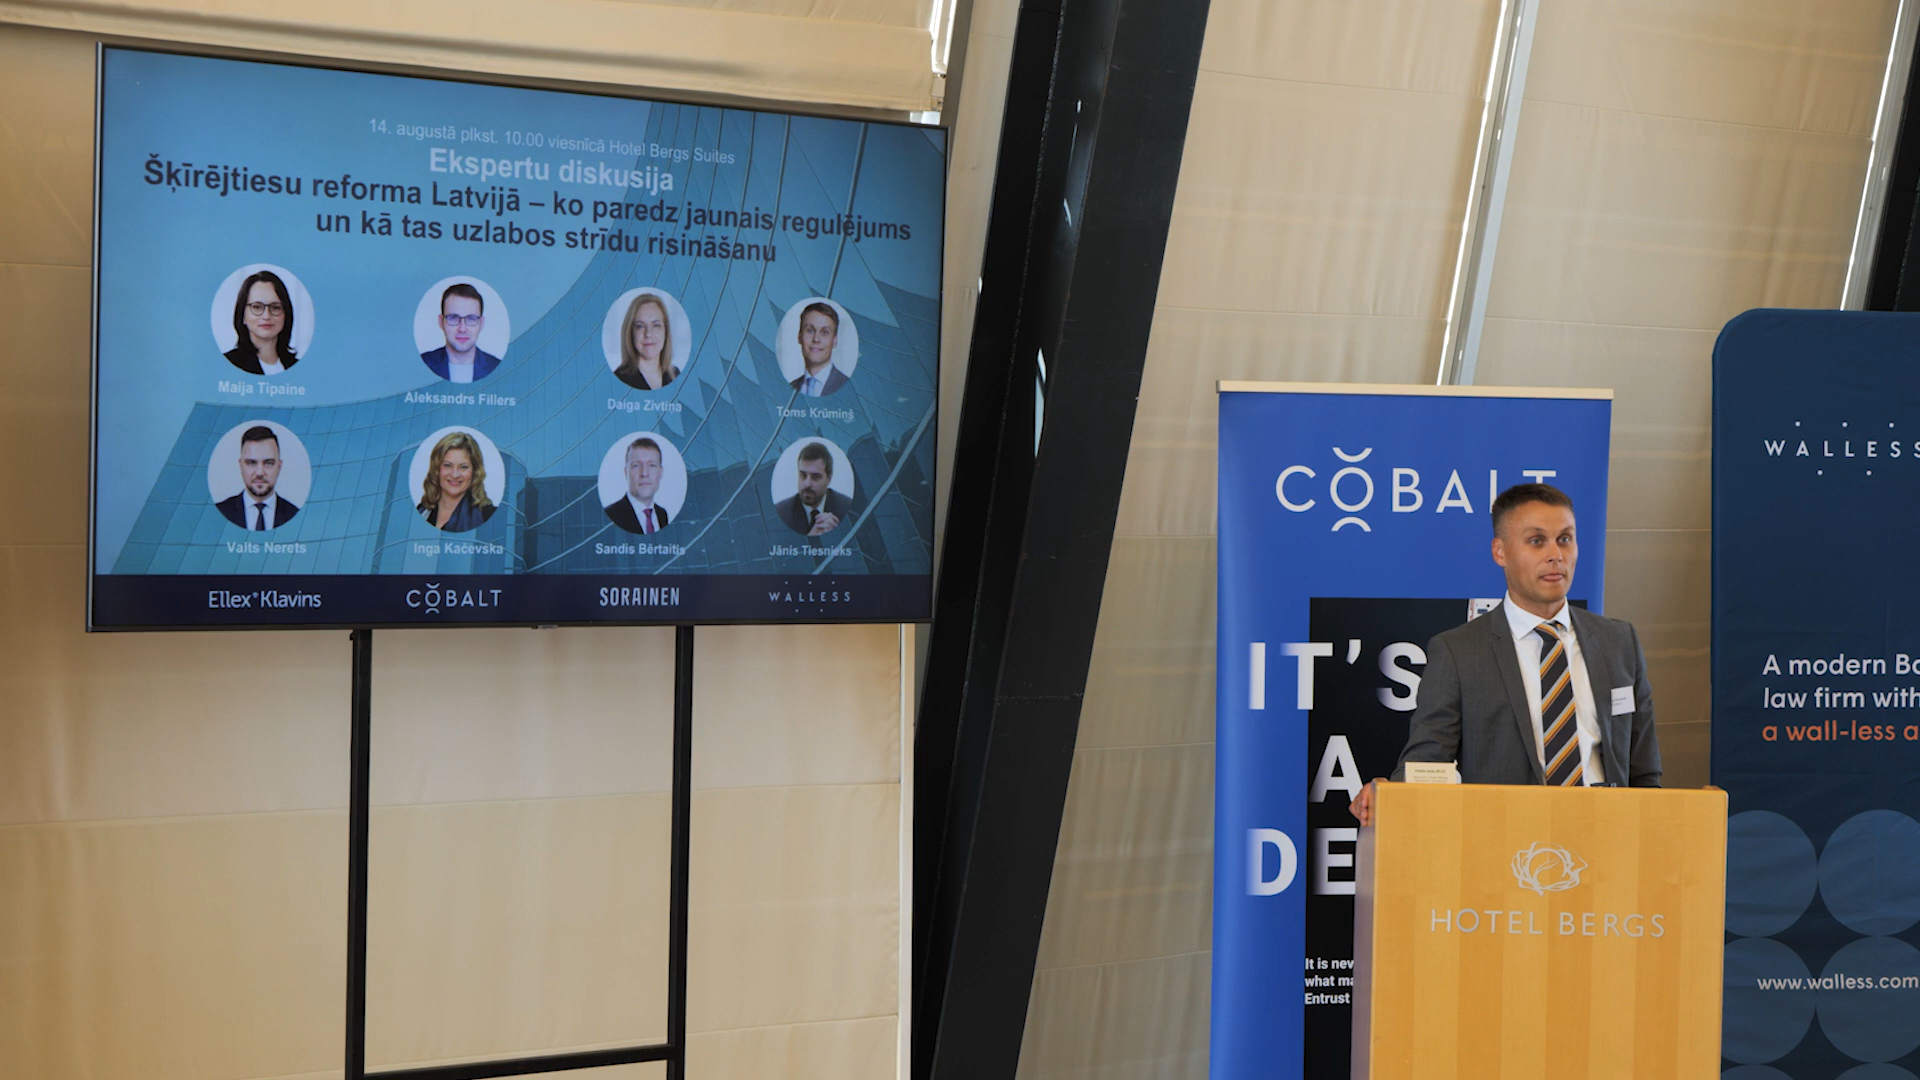 14. augustā plkst. 10.00 viesnīcā Hotel Bergs Suites
Ekspertu diskusija
Šķīrējtiesu reforma Latvijā – ko paredz jaunais regulējums
un kā tas uzlabos strīdu risināšanu
Maija Tipaine
Aleksandrs Fillers
Daiga Zivtiņa
Toms Krūmiņš
Valts Nerets
Inga Kačevska
Sandis Bērtaitis
Jānis Tiesnieks
Ellex Klavins
COBALT
SORAINEN
WALLESS
COBALT
IT'S
A
DE
It is nev
what ma
Entrust
HOTEL BERGS
WALLESS
A modern Ba
law firm with
a wall-less a
www.walless.com